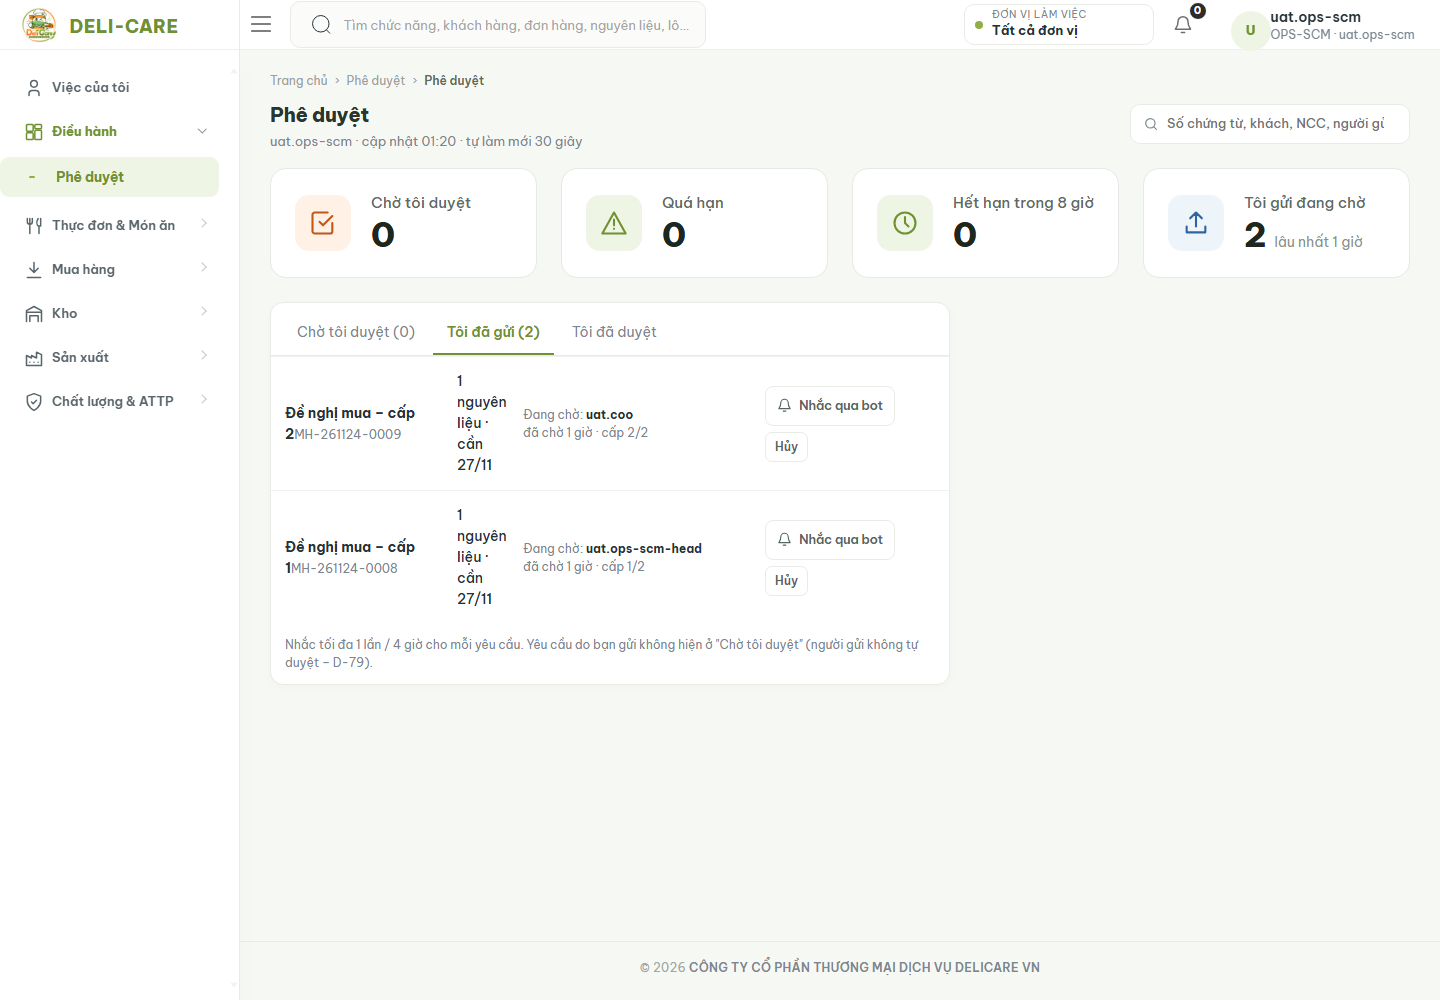 DELI-CARE
Tìm chức năng, khách hàng, đơn hàng, nguyên liệu, lô...
ĐƠN VỊ LÀM VIỆC
Tất cả đơn vị
0
U
uat.ops-scm
OPS-SCM · uat.ops-scm
Việc của tôi
Điều hành
Phê duyệt
Thực đơn & Món ăn
Mua hàng
Kho
Sản xuất
Chất lượng & ATTP
Trang chủ > Phê duyệt > Phê duyệt
Phê duyệt
uat.ops-scm · cập nhật 01:20 · tự làm mới 30 giây
Số chứng từ, khách, NCC, người gử
Chờ tôi duyệt
0
Quá hạn
0
Hết hạn trong 8 giờ
0
Tôi gửi đang chờ
2 lâu nhất 1 giờ
Chờ tôi duyệt (0)
Tôi đã gửi (2)
Tôi đã duyệt
Đề nghị mua – cấp
2MH-261124-0009
1
nguyên
liệu ·
cần
27/11
Đang chờ: uat.coo
đã chờ 1 giờ · cấp 2/2
Nhắc qua bot
Hủy
Đề nghị mua – cấp
1MH-261124-0008
1
nguyên
liệu ·
cần
27/11
Đang chờ: uat.ops-scm-head
đã chờ 1 giờ · cấp 1/2
Nhắc qua bot
Hủy
Nhắc tối đa 1 lần / 4 giờ cho mỗi yêu cầu. Yêu cầu do bạn gửi không hiện ở "Chờ tôi duyệt" (người gửi không tự
duyệt – D-79).
© 2026 CÔNG TY CỔ PHẦN THƯƠNG MẠI DỊCH VỤ DELICARE VN